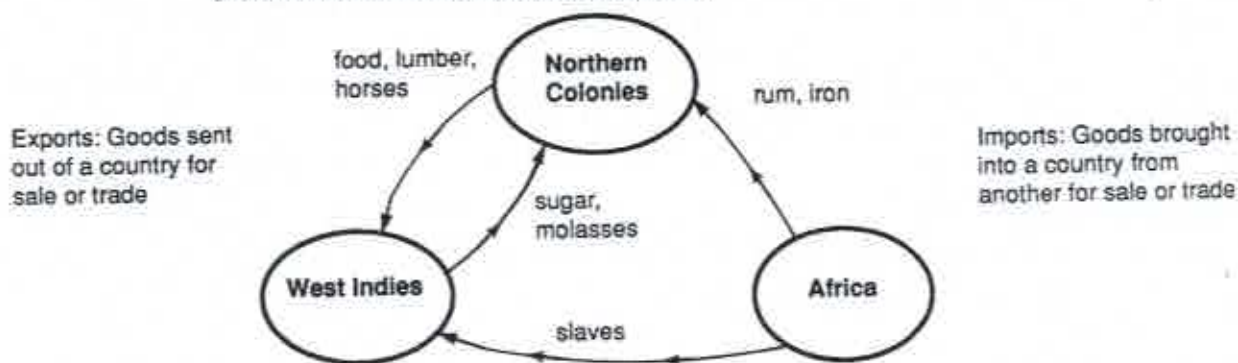 food, lumber,
horses
Northern
Colonies
rum, iron
Exports: Goods sent
out of a country for
sale or trade
Imports: Goods brought
into a country from
another for sale or trade
sugar,
molasses
West Indies
Africa
slaves